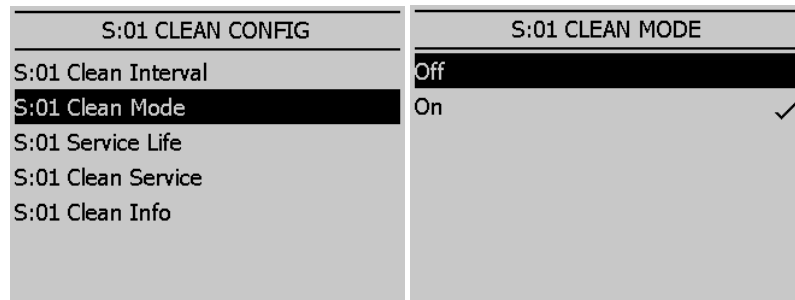 S:01 CLEAN CONFIG
S:01 Clean Interval
S:01 Clean Mode
S:01 Service Life
S:01 Clean Service
S:01 Clean Info
S:01 CLEAN MODE
Off
On